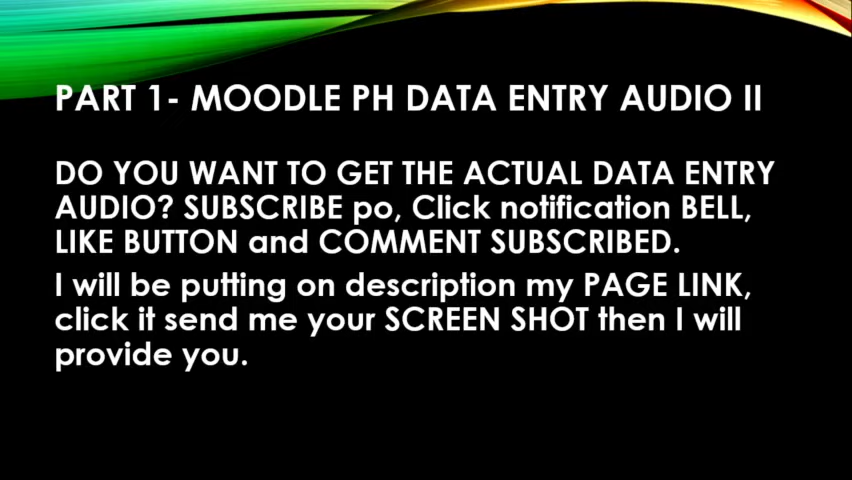 PART 1- MOODLE PH DATA ENTRY AUDIO II
DO YOU WANT TO GET THE ACTUAL DATA ENTRY
AUDIO? SUBSCRIBE po, Click notification BELL,
LIKE BUTTON and COMMENT SUBSCRIBED.
I will be putting on description my PAGE LINK,
click it send me your SCREEN SHOT then I will
provide you.